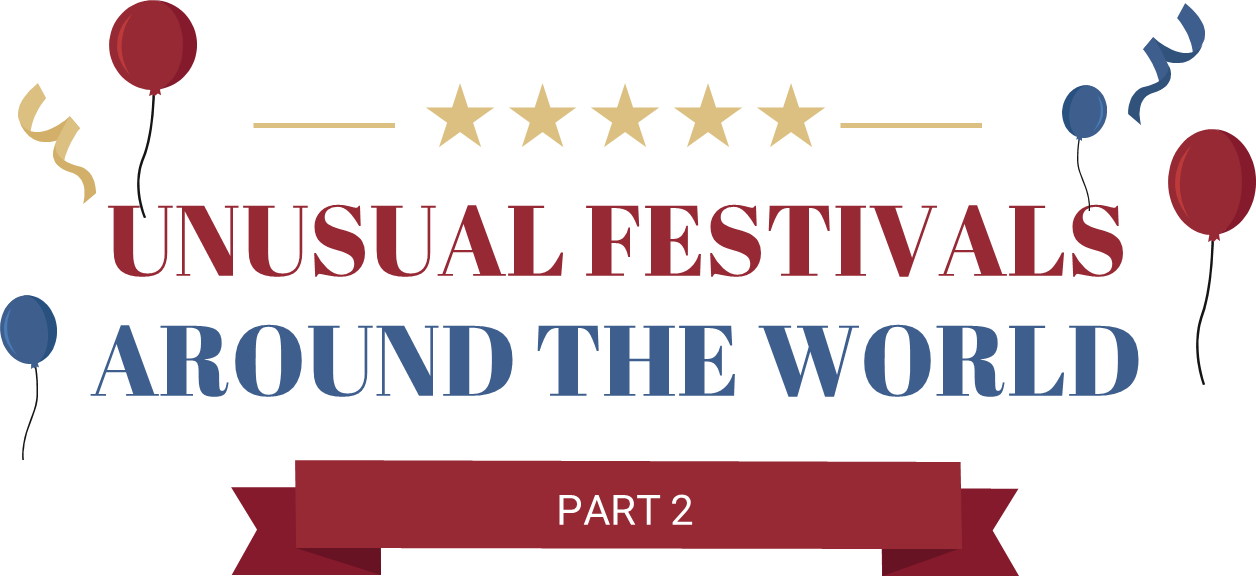 UNUSUAL FESTIVALS
AROUND THE WORLD
PART 2